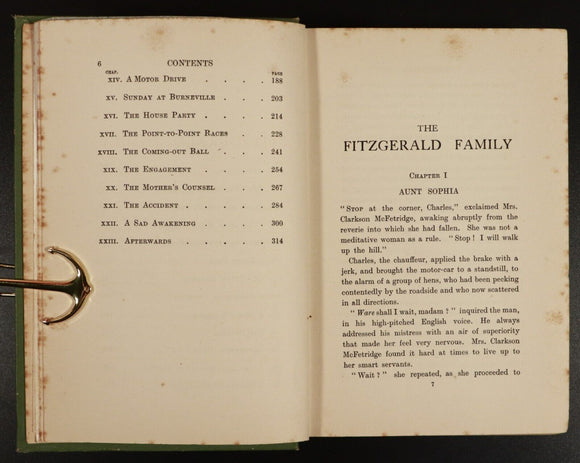 6 CONTENTS
CHAP. PAGE
XIV. A MOTOR DRIVE . . . . 188
XV. SUNDAY AT BURNEVILLE . . . 203
XVI. THE HOUSE PARTY . . . . 214
XVII. THE POINT-TO-POINT RACES . . 228
XVIII. THE COMING-OUT BALL . . . 241
XIX. THE ENGAGEMENT . . . . 254
XX. THE MOTHER'S COUNSEL . . . 267
XXI. THE ACCIDENT . . . . . 284
XXII. A SAD AWAKENING . . . . 300
XXIII. AFTERWARDS . . . . . 314
THE
FITZGERALD FAMILY
CHAPTER I
AUNT SOPHIA
"STOP at the corner, Charles," exclaimed Mrs.
Clarkson McFetridge, awaking abruptly from the
reverie into which she had fallen. She was not a
meditative woman as a rule. "Stop! I will walk
up the hill."
Charles, the chauffeur, applied the brake with a
jerk, and brought the motor-car to a standstill, to
the alarm of a group of hens, who had been pecking
contentedly by the roadside and who now scattered
in all directions.
"Ware shall I wait, madam?" inquired the man,
in his high-pitched English voice. He always
addressed his mistress with an air of superiority
that made her feel very nervous. Mrs. Clarkson
McFetridge found it hard at times to live up to
her smart servants.
"Wait?" she repeated, as she proceeded to
7